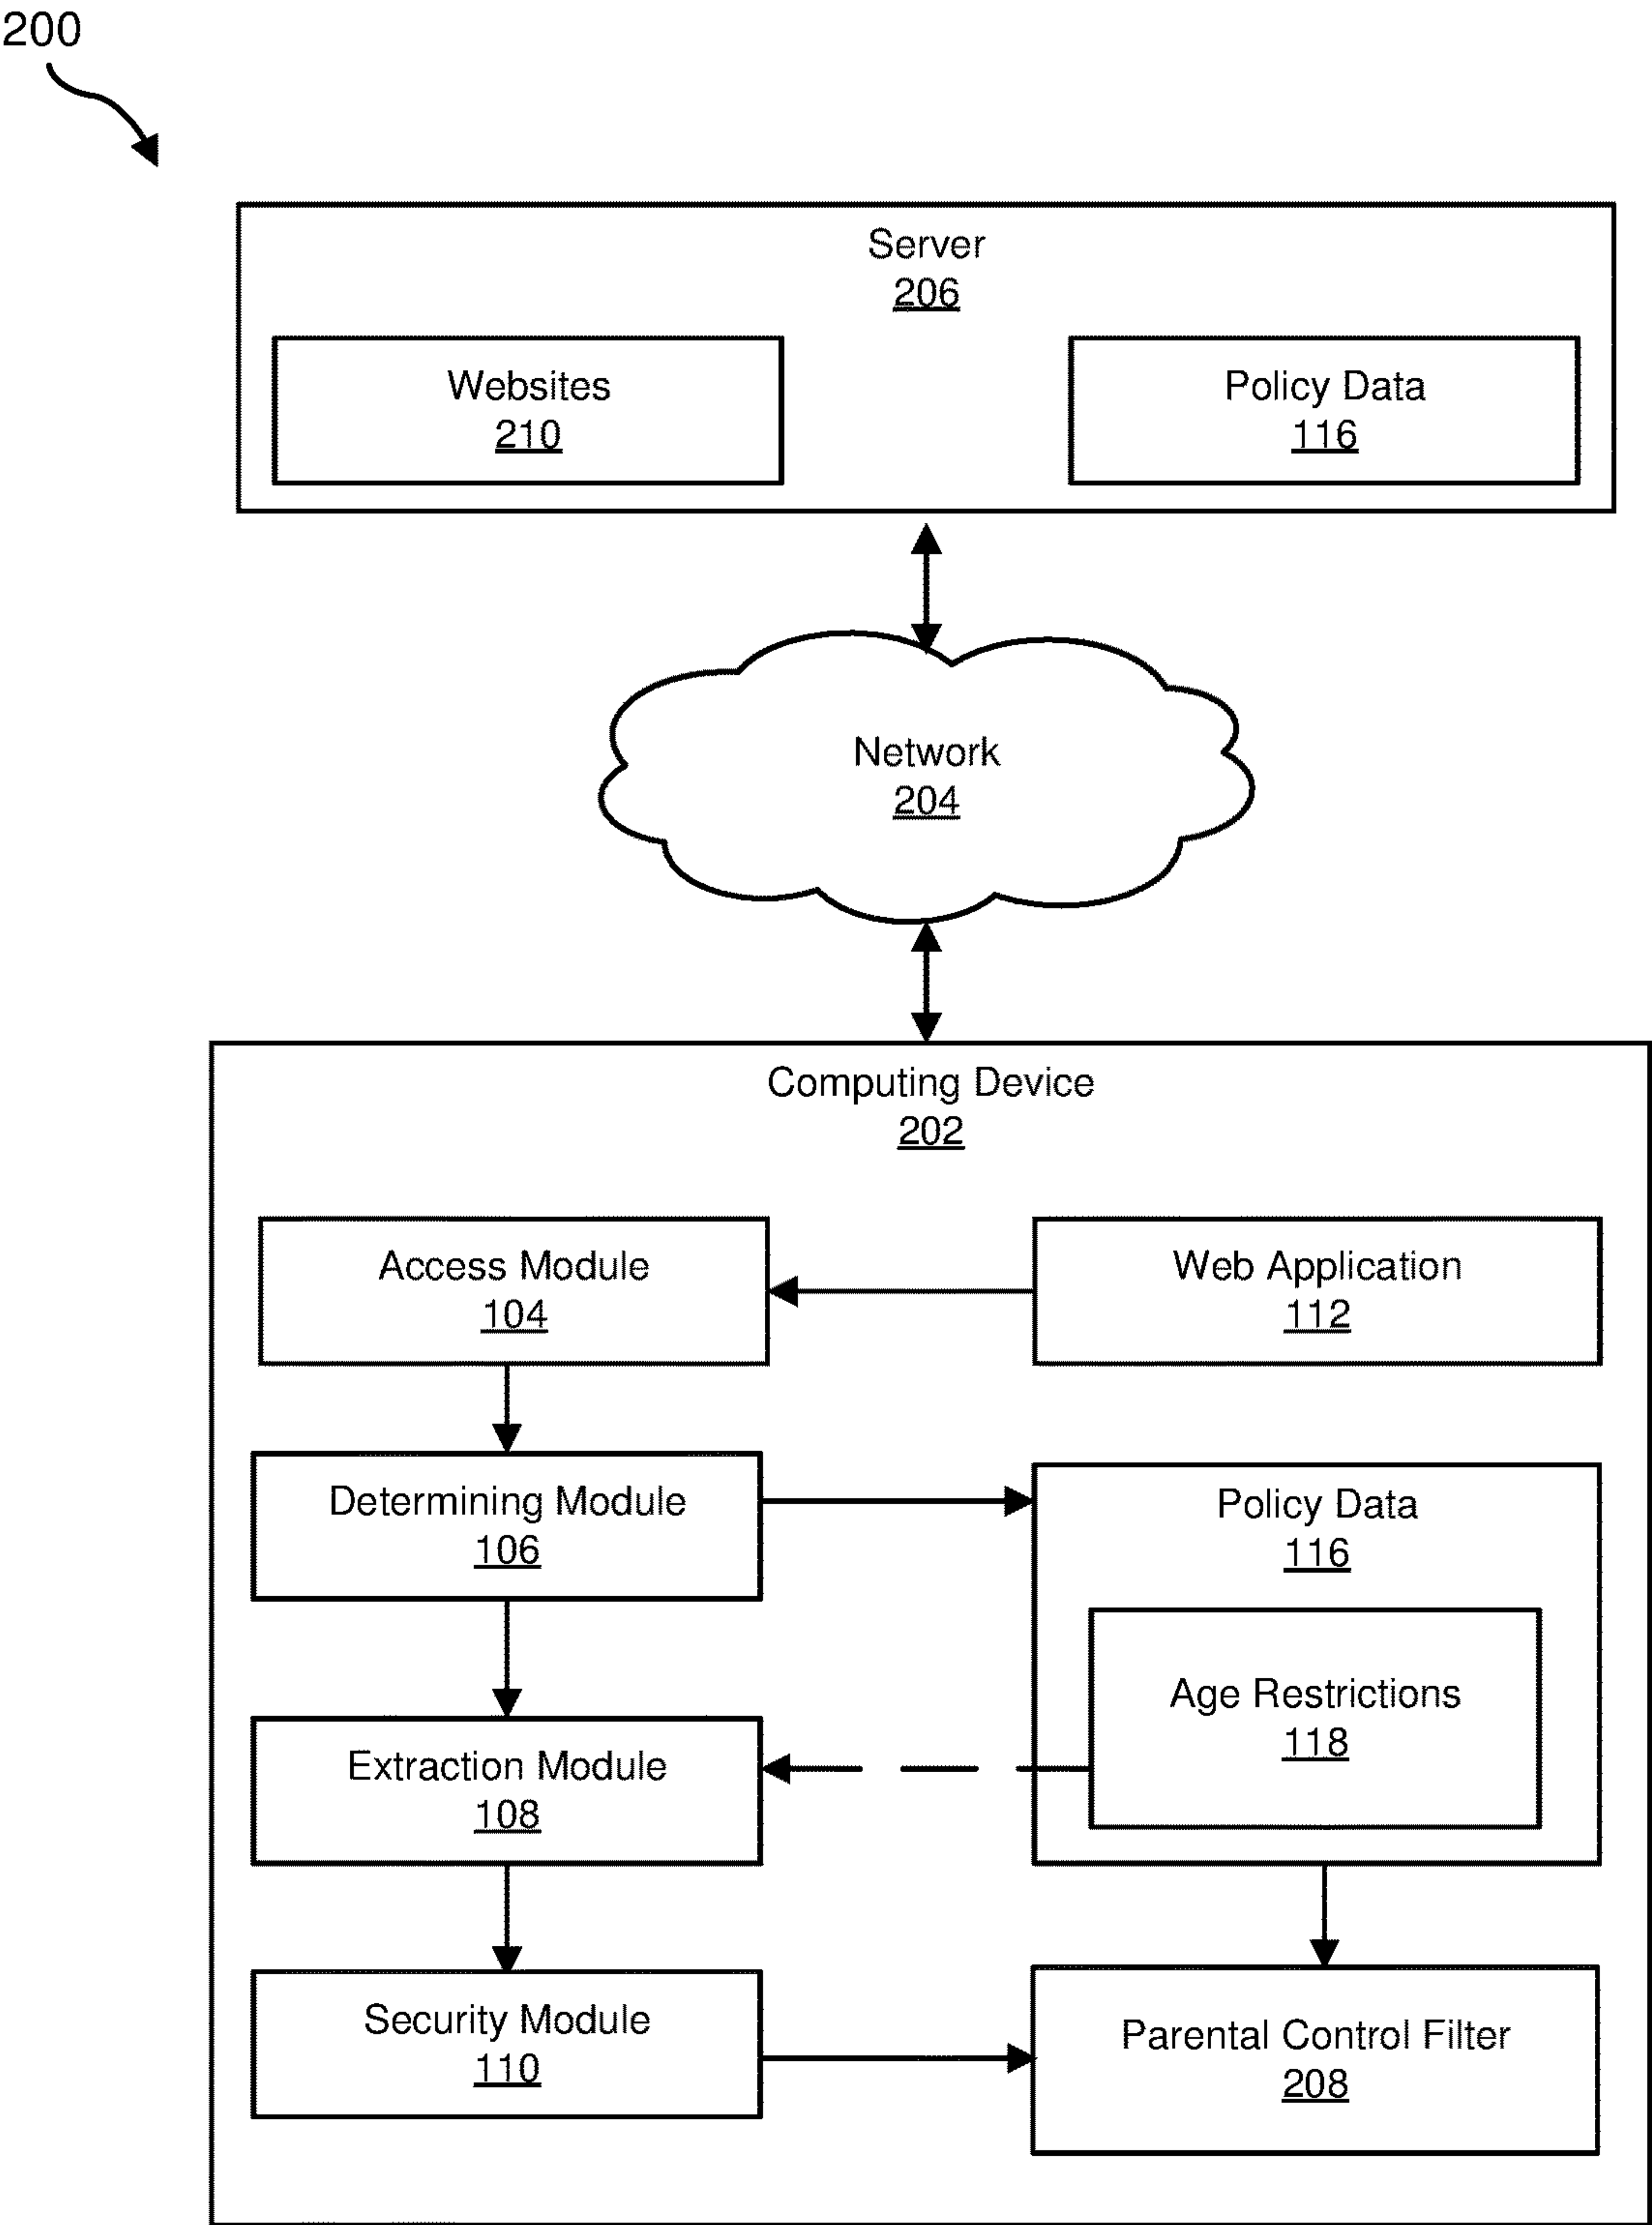 200
Server
206
Websites
210
Policy Data
116
Network
204
Computing Device
202
Access Module
104
Web Application
112
Determining Module
106
Policy Data
116
Age Restrictions
118
Extraction Module
108
Security Module
110
Parental Control Filter
208